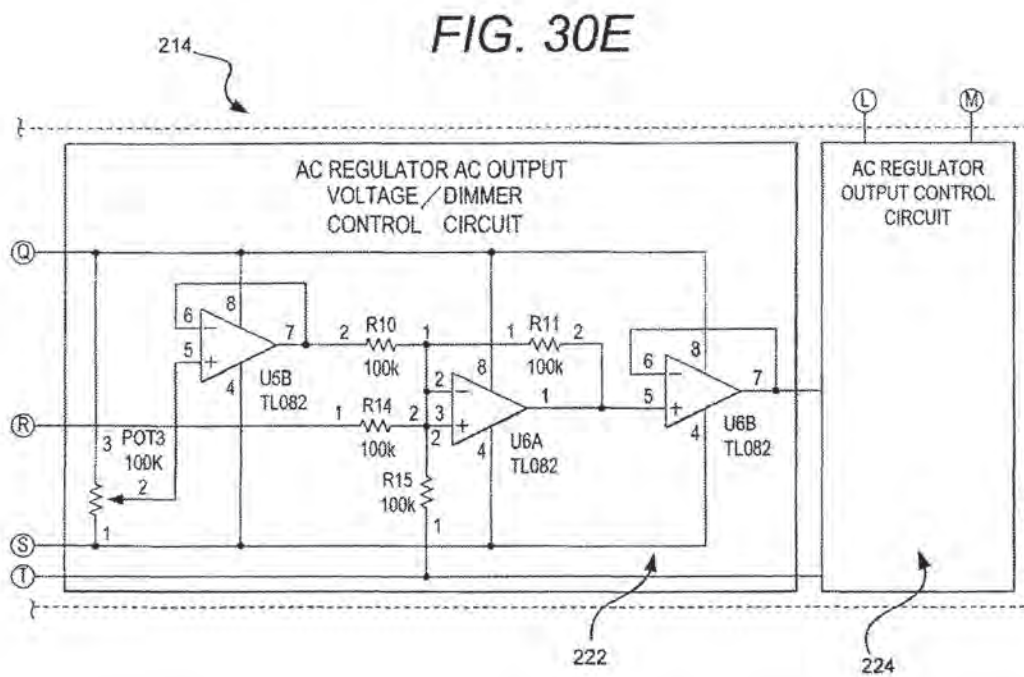 FIG. 30E
214
L M
AC REGULATOR AC OUTPUT
VOLTAGE/DIMMER
CONTROL CIRCUIT
AC REGULATOR
OUTPUT CONTROL
CIRCUIT
Q
6 8 7 2 R10 1 1 R11 2 6 8 7
5 100k 100k 5
4 U5B 2 8 1 4 U6B
TL082 TL082
R 1 R14 2 3
3 POT3 100k 2 4 U6A
100K TL082
2 R15
100k
1 1
S
T
222
224